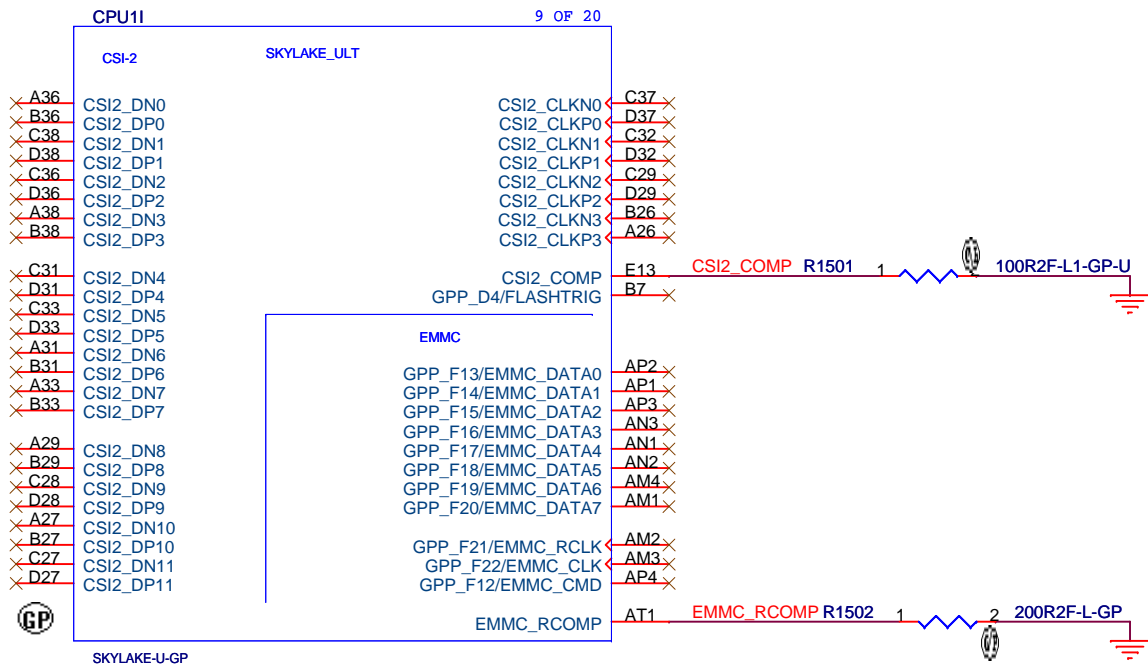 CPU1I
9 OF 20
CSI-2
SKYLAKE_ULT
A36 CSI2_DN0
B36 CSI2_DP0
C38 CSI2_DN1
D38 CSI2_DP1
C36 CSI2_DN2
D36 CSI2_DP2
A38 CSI2_DN3
B38 CSI2_DP3
C31 CSI2_DN4
D31 CSI2_DP4
C33 CSI2_DN5
D33 CSI2_DP5
A31 CSI2_DN6
B31 CSI2_DP6
A33 CSI2_DN7
B33 CSI2_DP7
A29 CSI2_DN8
B29 CSI2_DP8
C28 CSI2_DN9
D28 CSI2_DP9
A27 CSI2_DN10
B27 CSI2_DP10
C27 CSI2_DN11
D27 CSI2_DP11
CSI2_CLKN0 C37
CSI2_CLKP0 D37
CSI2_CLKN1 C32
CSI2_CLKP1 D32
CSI2_CLKN2 C29
CSI2_CLKP2 D29
CSI2_CLKN3 B26
CSI2_CLKP3 A26
CSI2_COMP E13 CSI2_COMP R1501 1 100R2F-L1-GP-U
GPP_D4/FLASHTRIG B7
EMMC
GPP_F13/EMMC_DATA0 AP2
GPP_F14/EMMC_DATA1 AP1
GPP_F15/EMMC_DATA2 AP3
GPP_F16/EMMC_DATA3 AN3
GPP_F17/EMMC_DATA4 AN1
GPP_F18/EMMC_DATA5 AN2
GPP_F19/EMMC_DATA6 AM4
GPP_F20/EMMC_DATA7 AM1
GPP_F21/EMMC_RCLK AM2
GPP_F22/EMMC_CLK AM3
GPP_F12/EMMC_CMD AP4
EMMC_RCOMP AT1 EMMC_RCOMP R1502 1 2 200R2F-L-GP
GP
SKYLAKE-U-GP